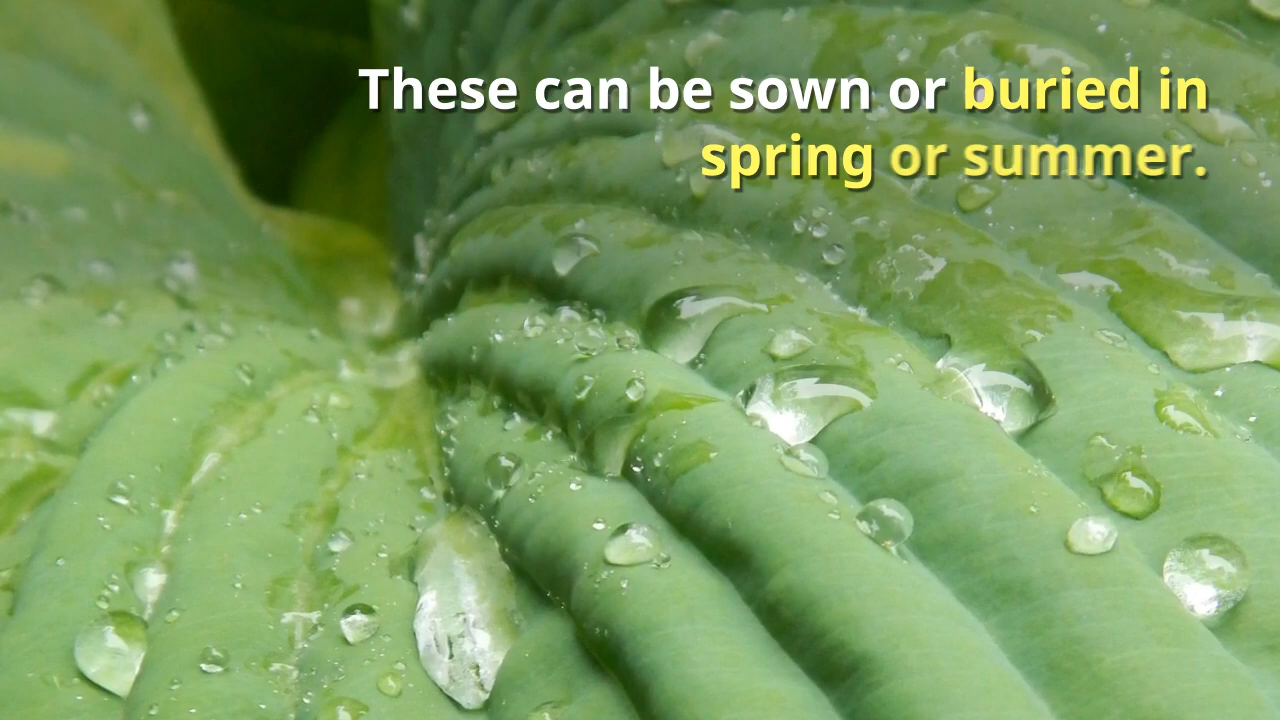 These can be sown or buried in
spring or summer.